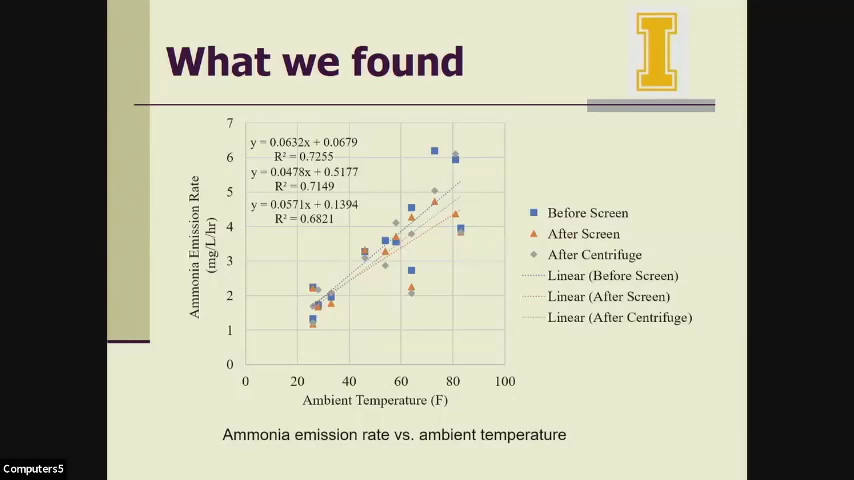 What we found
I
7
6
5
4
3
2
1
0
y = 0.0632x + 0.0679
R² = 0.7255
y = 0.0478x + 0.5177
R² = 0.7149
y = 0.0571x + 0.1394
R² = 0.6821
Ammonia Emission Rate
(mg/L/hr)
0 20 40 60 80 100
Ambient Temperature (F)
Before Screen
After Screen
After Centrifuge
Linear (Before Screen)
Linear (After Screen)
Linear (After Centrifuge)
Ammonia emission rate vs. ambient temperature
Computers5